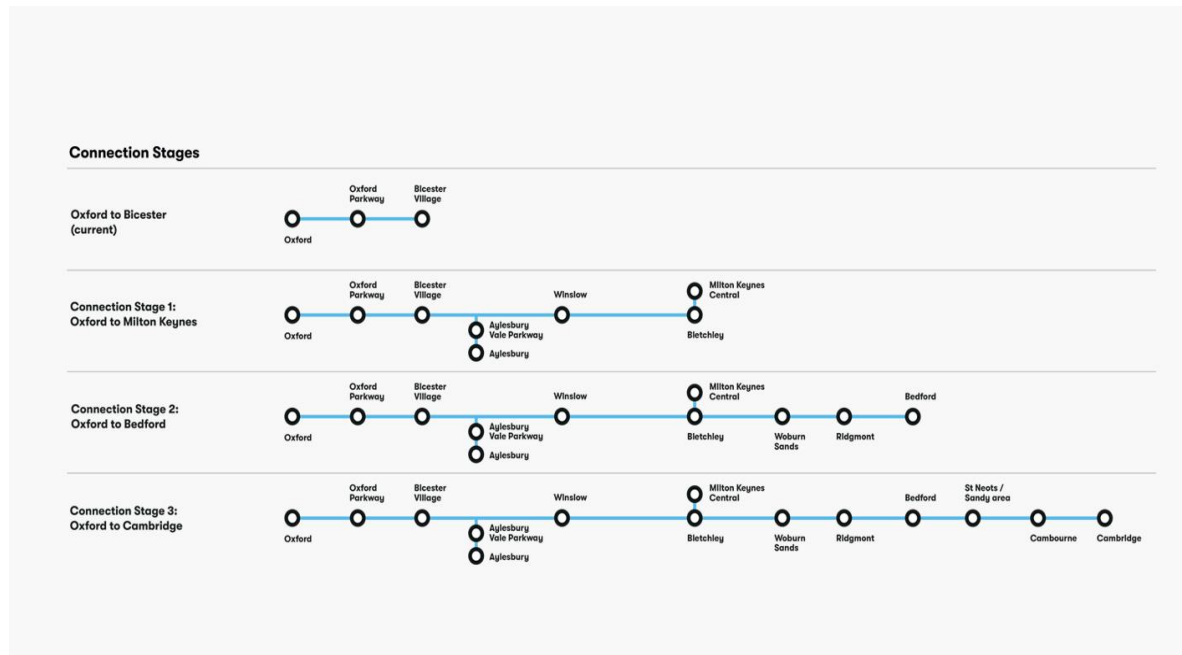 Connection Stages
Oxford to Bicester
(current)
Oxford
Oxford
Parkway
Bicester
Village
Connection Stage 1:
Oxford to Milton Keynes
Oxford
Oxford
Parkway
Bicester
Village
Aylesbury
Vale Parkway
Aylesbury
Winslow
Milton Keynes
Central
Bletchley
Connection Stage 2:
Oxford to Bedford
Oxford
Oxford
Parkway
Bicester
Village
Aylesbury
Vale Parkway
Aylesbury
Winslow
Milton Keynes
Central
Bletchley
Woburn
Sands
Ridgmont
Bedford
Connection Stage 3:
Oxford to Cambridge
Oxford
Oxford
Parkway
Bicester
Village
Aylesbury
Vale Parkway
Aylesbury
Winslow
Milton Keynes
Central
Bletchley
Woburn
Sands
Ridgmont
Bedford
St Neots /
Sandy area
Cambourne
Cambridge